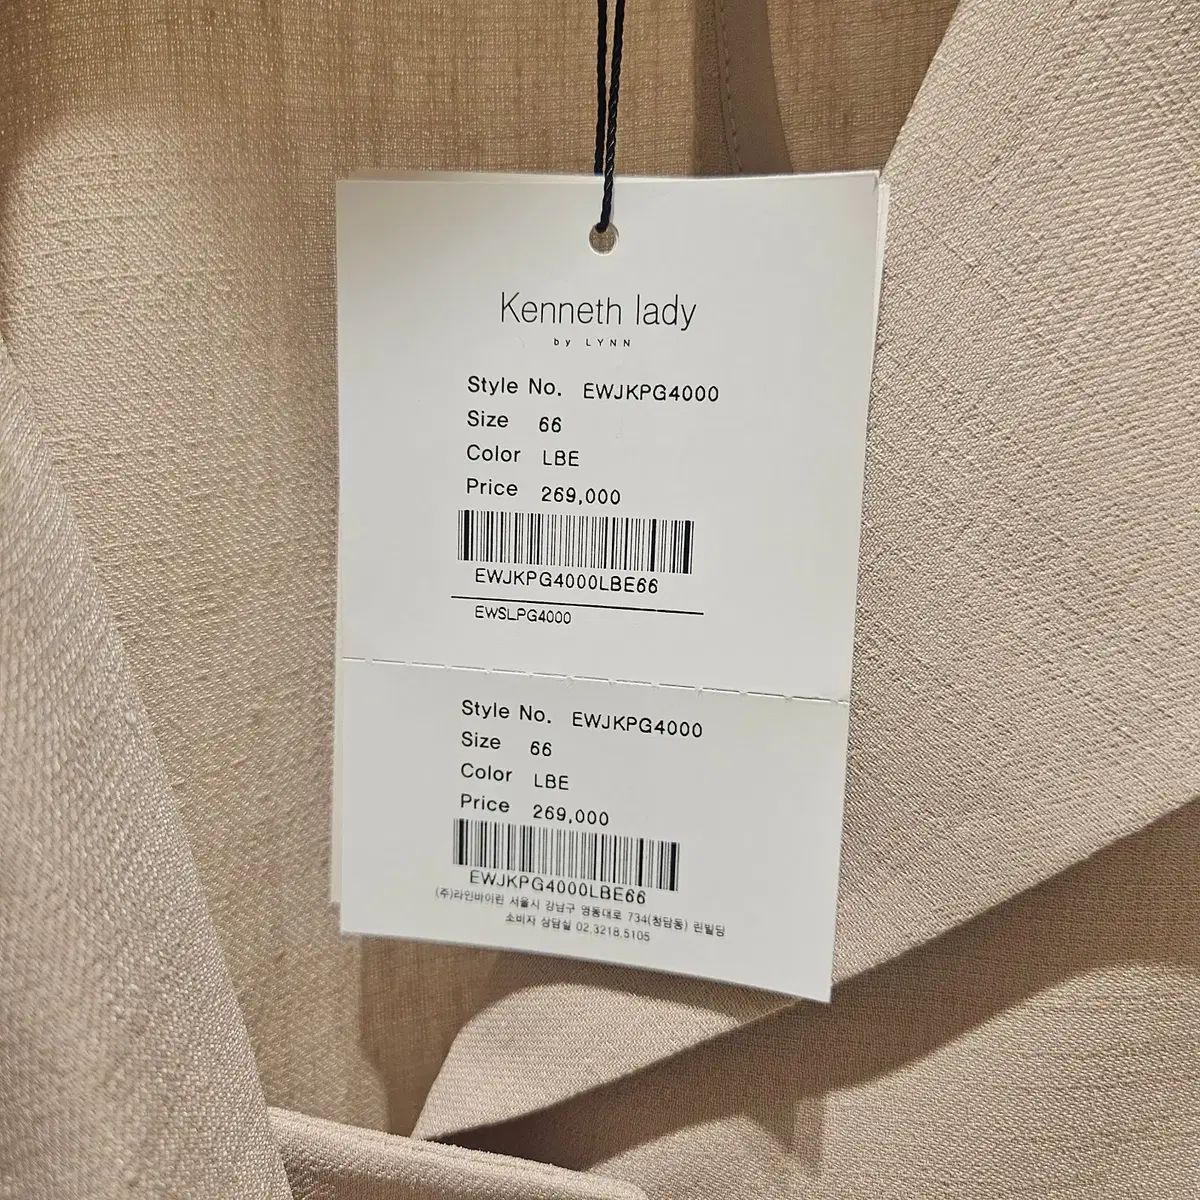 Kenneth lady
by LYNN
Style No. EWJKPG4000
Size 66
Color LBE
Price 269,000
EWJKPG4000LBE66
EWSLPG4000
Style No. EWJKPG4000
Size 66
Color LBE
Price 269,000
EWJKPG4000LBE66
(주)라인바이린 서울시 강남구 영동대로 734(청담동) 린빌딩
소비자 상담실 02.3218.5105